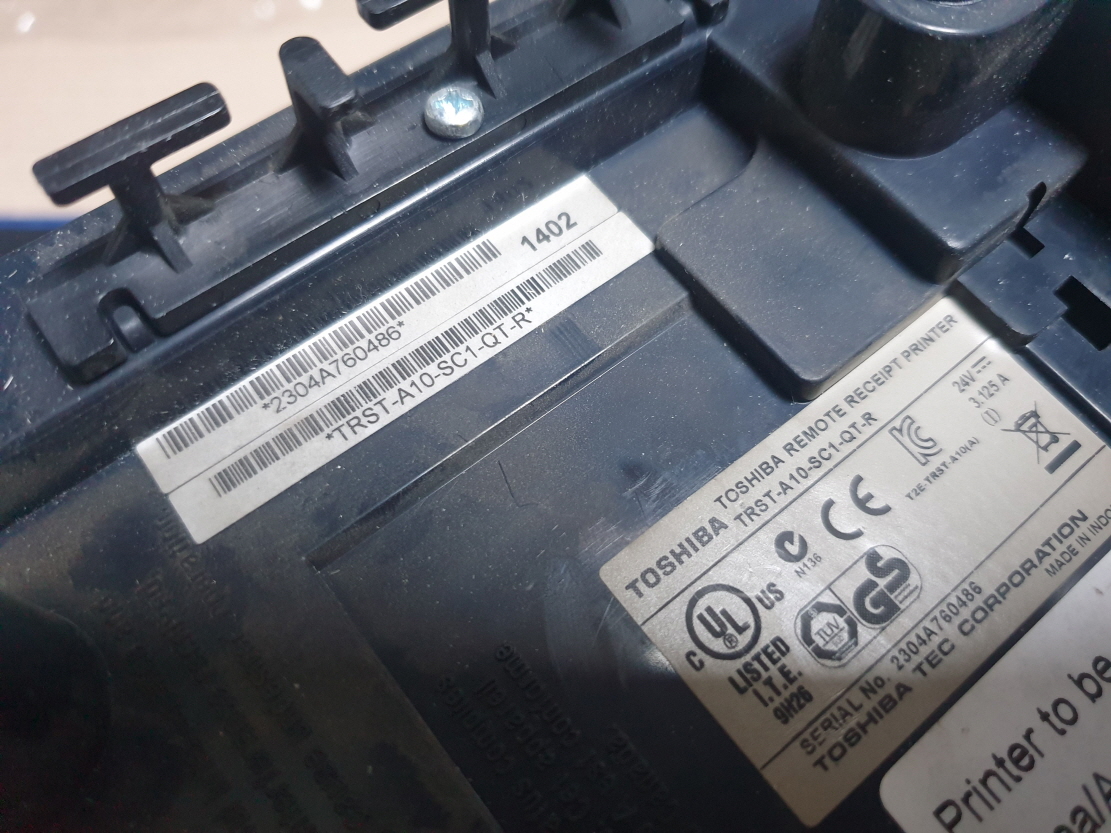 1402
*2304A760486*
*TRST-A10-SC1-QT-R*
TOSHIBA TOSHIBA REMOTE RECEIPT PRINTER
TRST-A10-SC1-QT-R
24V
3.125 A
T2E-TRST-A10(A)
N136
CE
C UL US
®
LISTED
I.T.E.
9H26
TÜV
GS
SERIAL No. 2304A760486
TOSHIBA TEC CORPORATION
MADE IN
Printer to be